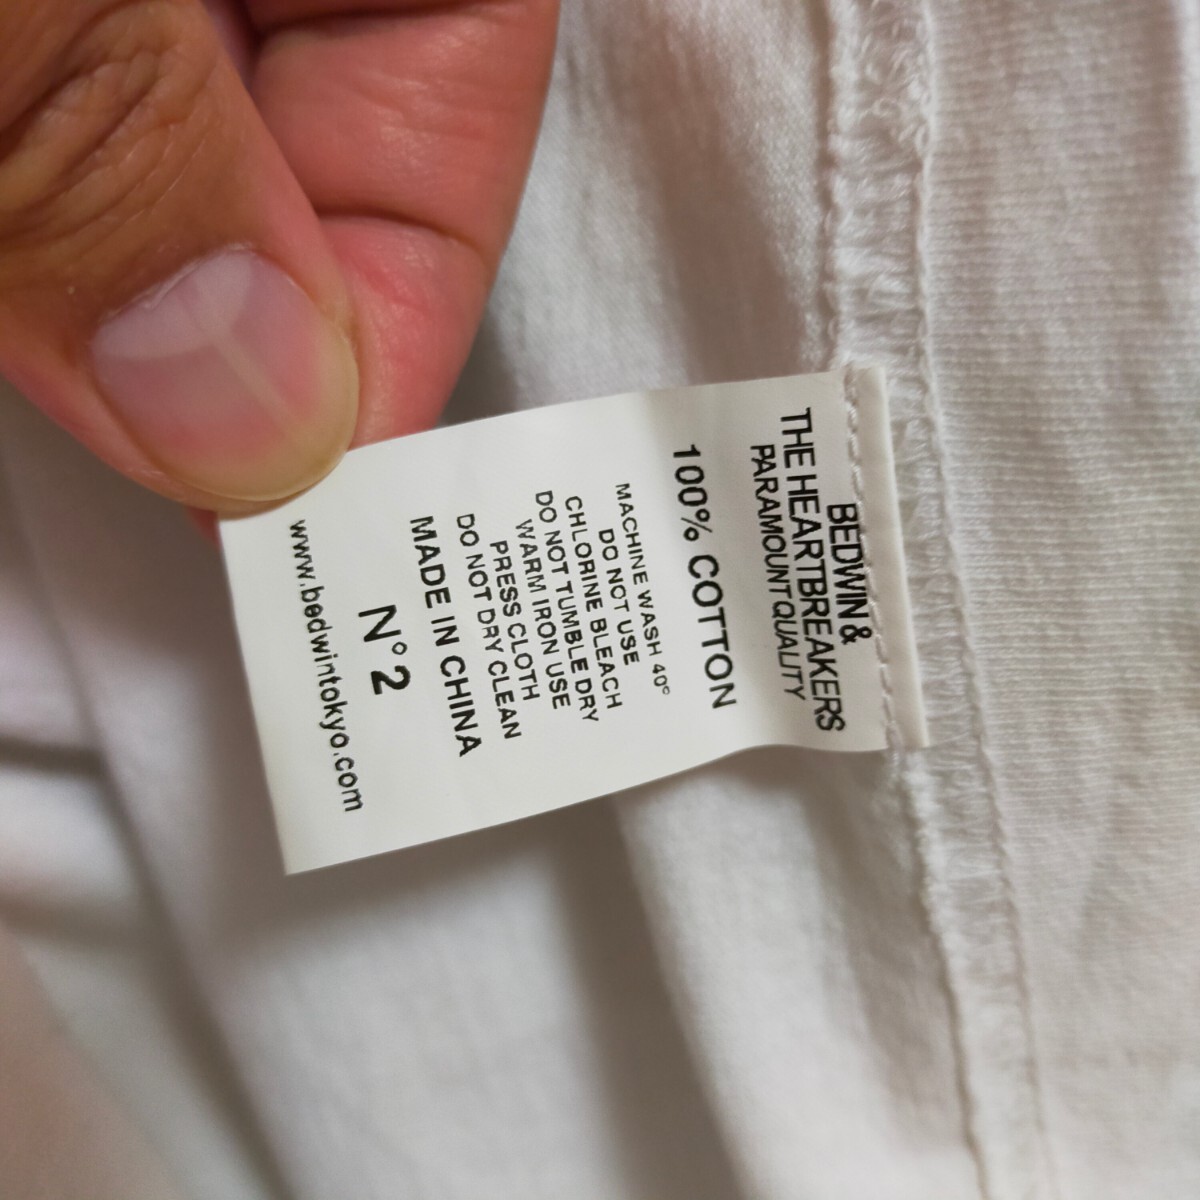 BEDWIN &
THE HEARTBREAKERS
PARAMOUNT QUALITY
100% COTTON
MACHINE WASH 40°
DO NOT USE
CHLORINE BLEACH
DO NOT TUMBLE DRY
WARM IRON USE
PRESS CLOTH
DO NOT DRY CLEAN
MADE IN CHINA
N°2
www.bedwintokyo.com